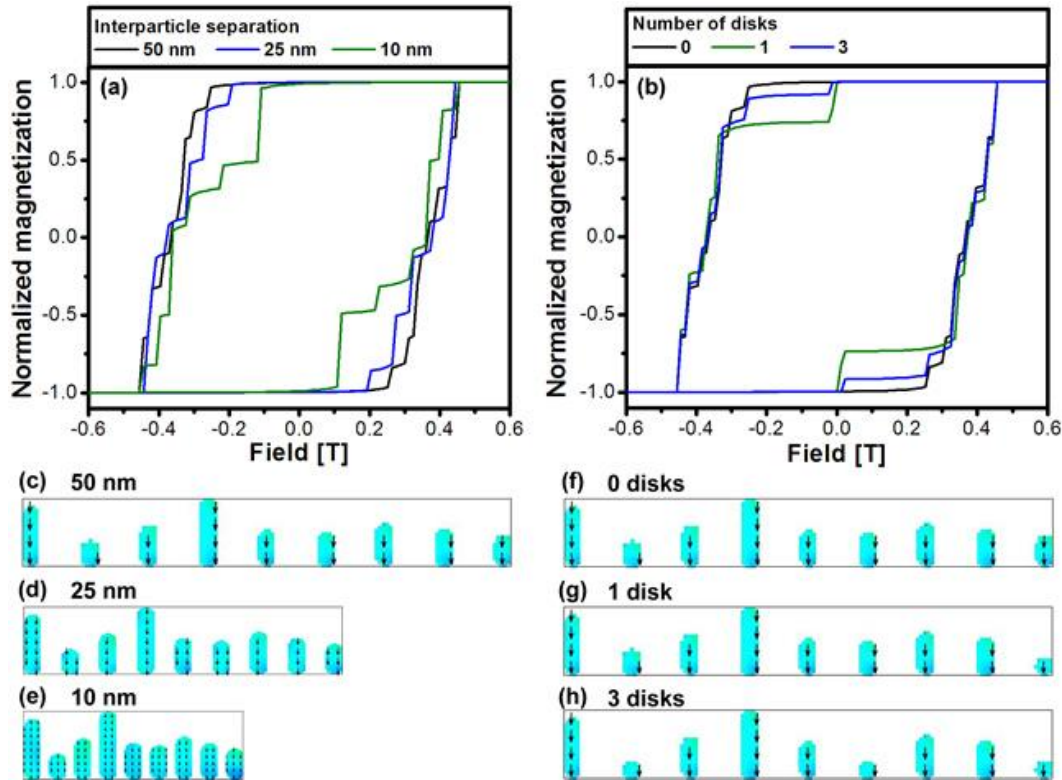 Interparticle separation
50 nm 25 nm 10 nm
Number of disks
0 1 3
(a)
(b)
Normalized magnetization
1.0
0.5
0.0
-0.5
-1.0
-0.6 -0.4 -0.2 0.0 0.2 0.4 0.6
Field [T]
Normalized magnetization
1.0
0.5
0.0
-0.5
-1.0
-0.6 -0.4 -0.2 0.0 0.2 0.4 0.6
Field [T]
(c) 50 nm
(d) 25 nm
(e) 10 nm
(f) 0 disks
(g) 1 disk
(h) 3 disks